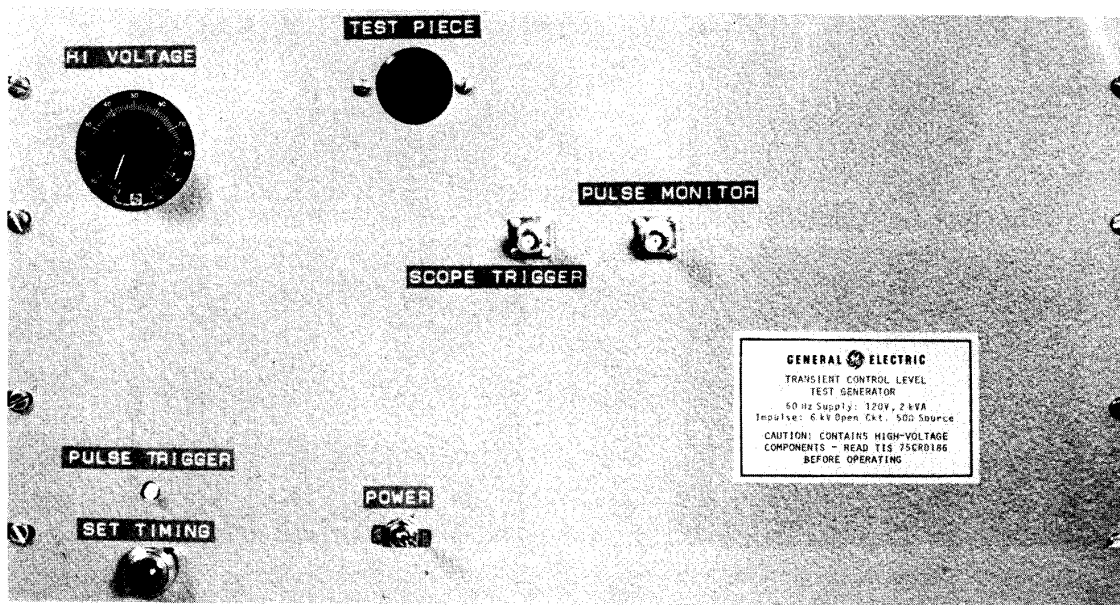 TEST PIECE
HI VOLTAGE
PULSE MONITOR
SCOPE TRIGGER
GENERAL GE ELECTRIC
TRANSIENT CONTROL LEVEL
TEST GENERATOR
60 Hz Supply: 120V, 2 kVA
Impulse: 6 kV Open Ckt. 50Ω Source
CAUTION: CONTAINS HIGH-VOLTAGE
COMPONENTS - READ TIS 75CRD186
BEFORE OPERATING
PULSE TRIGGER
POWER
SET TIMING